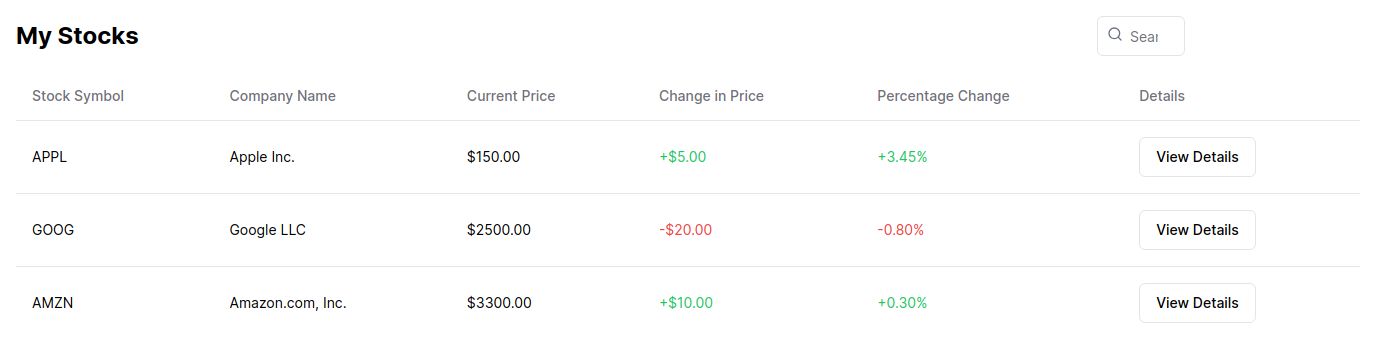 My Stocks
Sear
Stock Symbol Company Name Current Price Change in Price Percentage Change Details
APPL Apple Inc. $150.00 +$5.00 +3.45% View Details
GOOG Google LLC $2500.00 -$20.00 -0.80% View Details
AMZN Amazon.com, Inc. $3300.00 +$10.00 +0.30% View Details